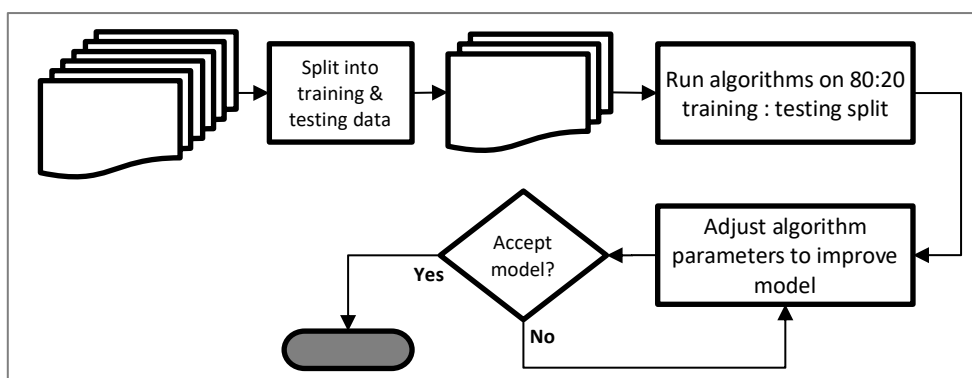 Split into
training &
testing data
Run algorithms on 80:20
training : testing split
Adjust algorithm
parameters to improve
model
Accept
model?
Yes
No